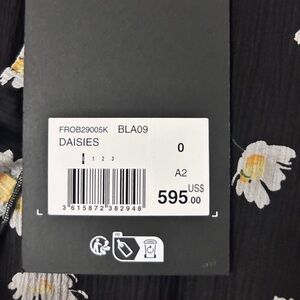 FROB29005K BLA09
DAISIES
0
1 2 3
A2
595 US$
00
3 615872 382948